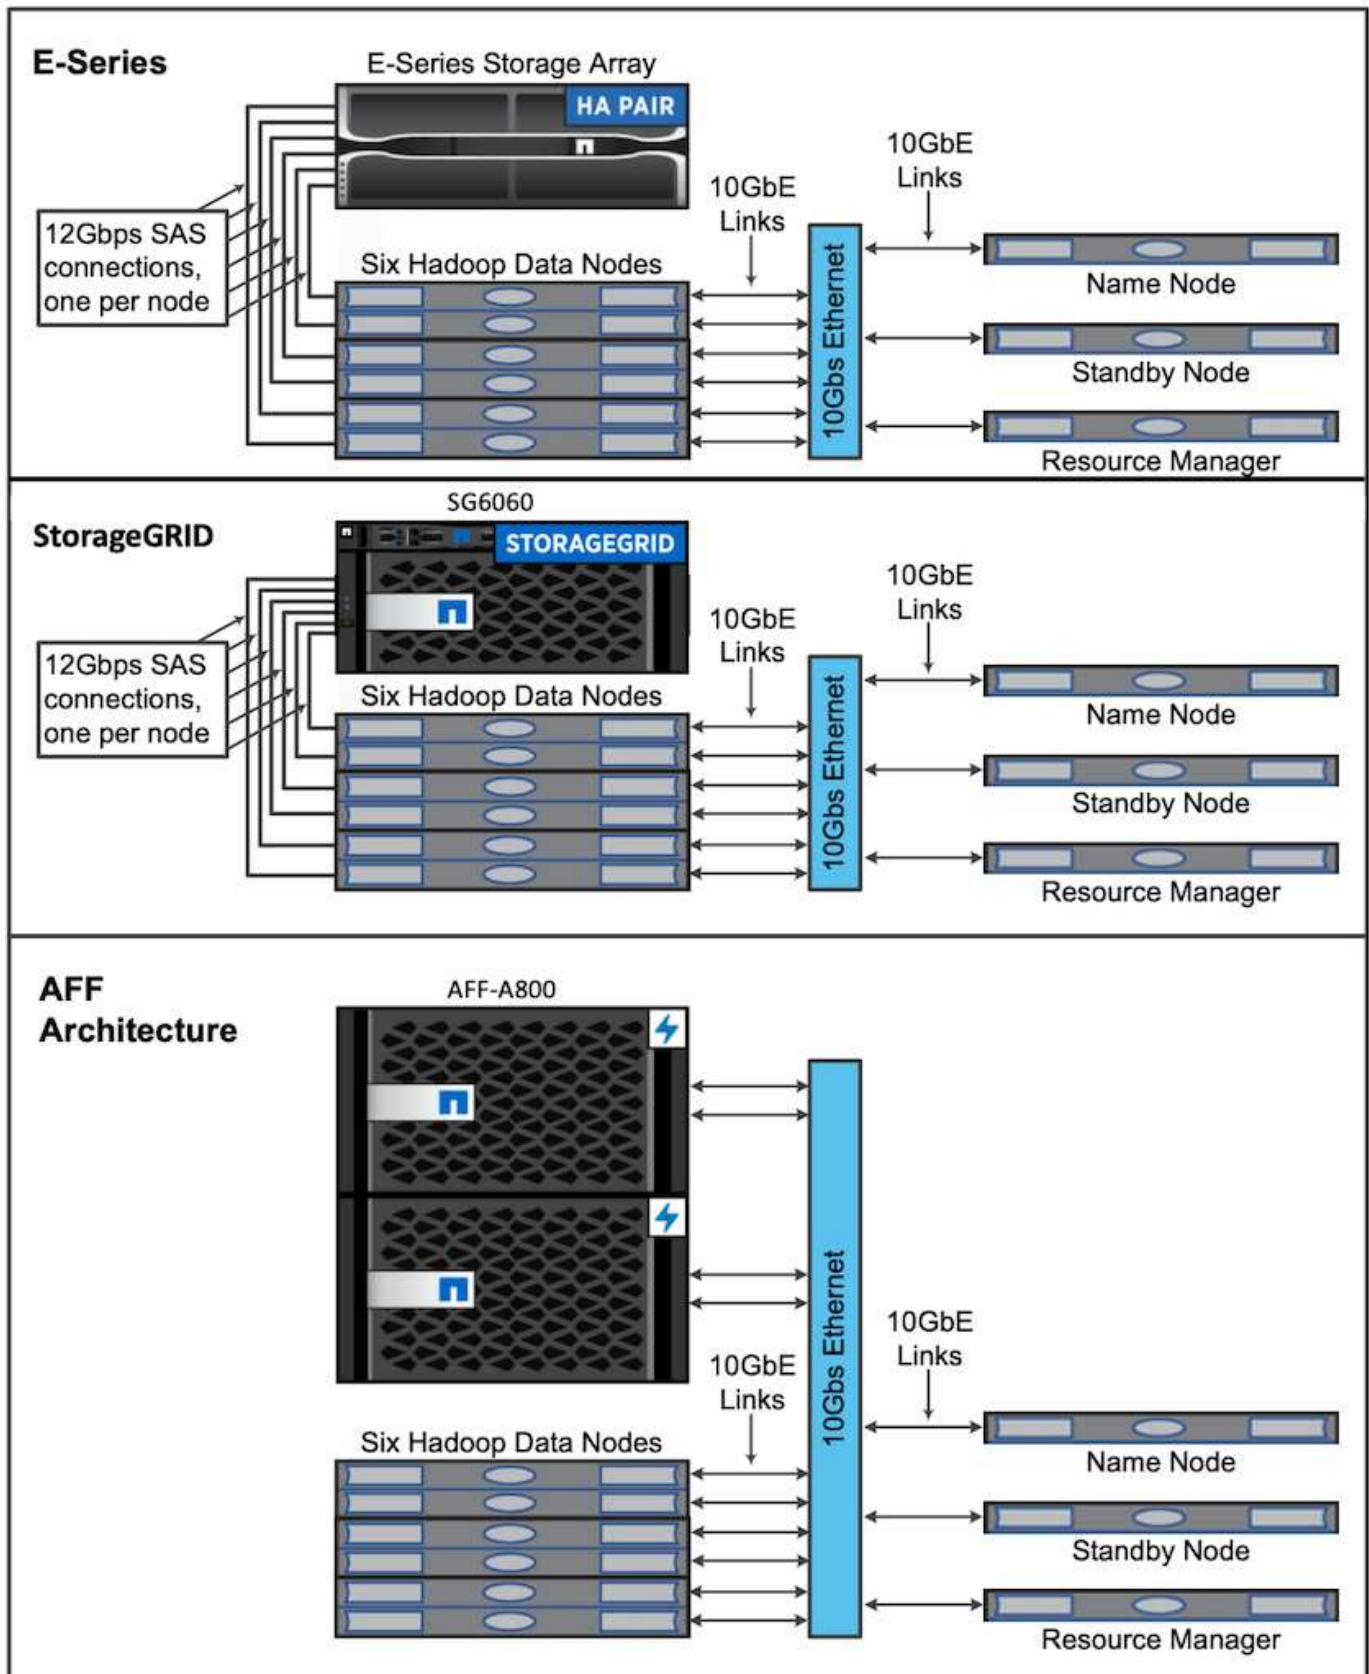 E-Series
E-Series Storage Array
HA PAIR
10GbE
Links
10GbE
Links
12Gbps SAS
connections,
one per node
Six Hadoop Data Nodes
10Gbs Ethernet
Name Node
Standby Node
Resource Manager
StorageGRID
SG6060
STORAGEGRID
10GbE
Links
10GbE
Links
12Gbps SAS
connections,
one per node
Six Hadoop Data Nodes
10Gbs Ethernet
Name Node
Standby Node
Resource Manager
AFF
Architecture
AFF-A800
10Gbs Ethernet
10GbE
Links
10GbE
Links
Six Hadoop Data Nodes
Name Node
Standby Node
Resource Manager